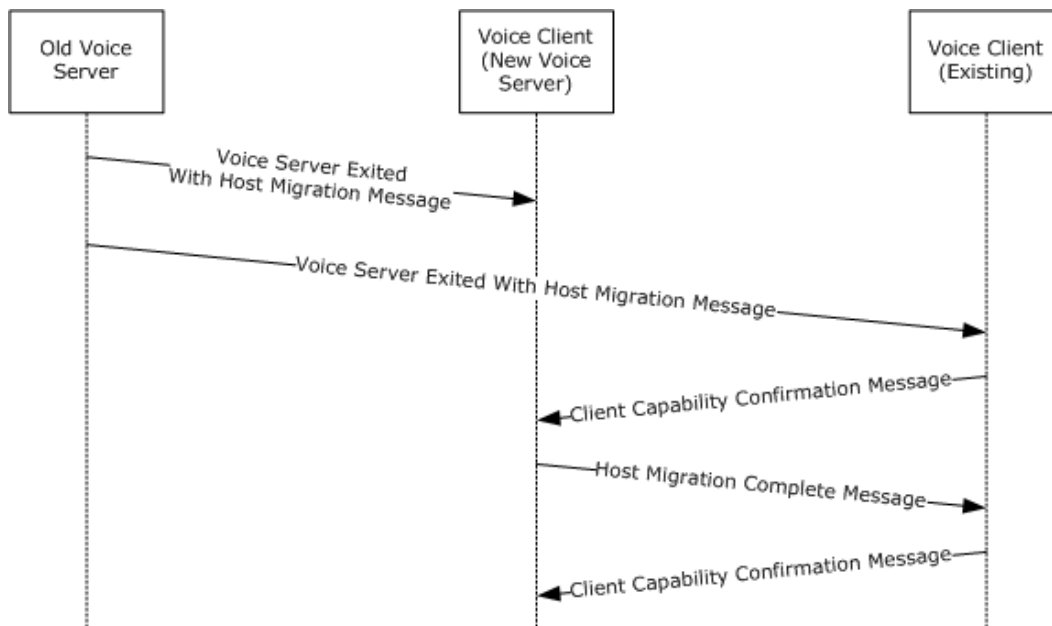 Old Voice
Server
Voice Client
(New Voice
Server)
Voice Client
(Existing)
Voice Server Exited
With Host Migration Message
Voice Server Exited With Host Migration Message
Client Capability Confirmation Message
Host Migration Complete Message
Client Capability Confirmation Message